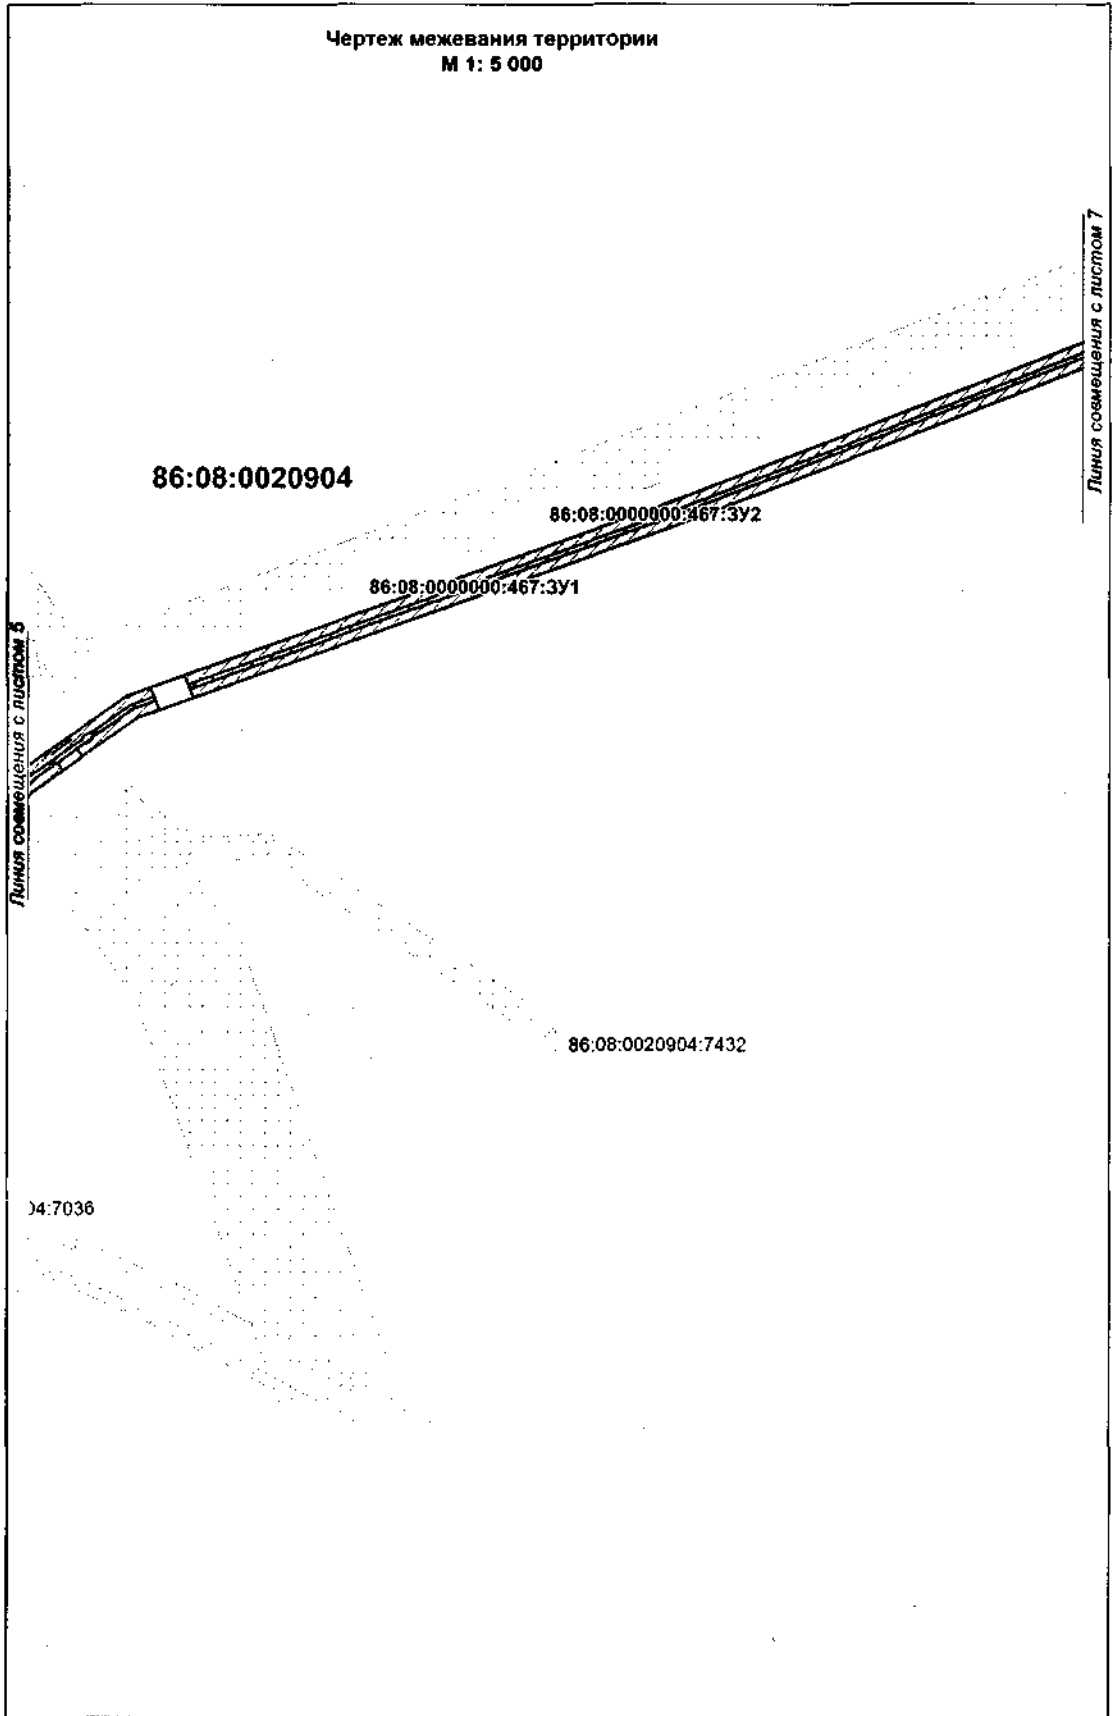 Чертеж межевания территории
М 1: 5 000
Линия совмещения с листом 7
86:08:0020904
86:08:0000000:467:ЗУ2
86:08:0000000:467:ЗУ1
Линия совмещения с листом 5
86:08:0020904:7432
)4:7036